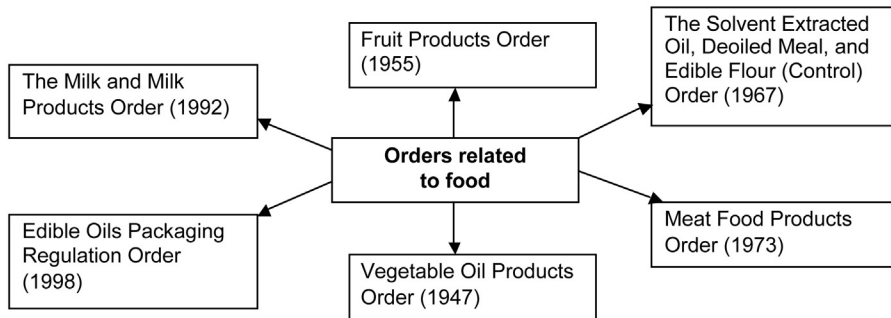 Fruit Products Order
(1955)
The Solvent Extracted
Oil, Deoiled Meal, and
Edible Flour (Control)
Order (1967)
The Milk and Milk
Products Order (1992)
Orders related
to food
Edible Oils Packaging
Regulation Order
(1998)
Vegetable Oil Products
Order (1947)
Meat Food Products
Order (1973)